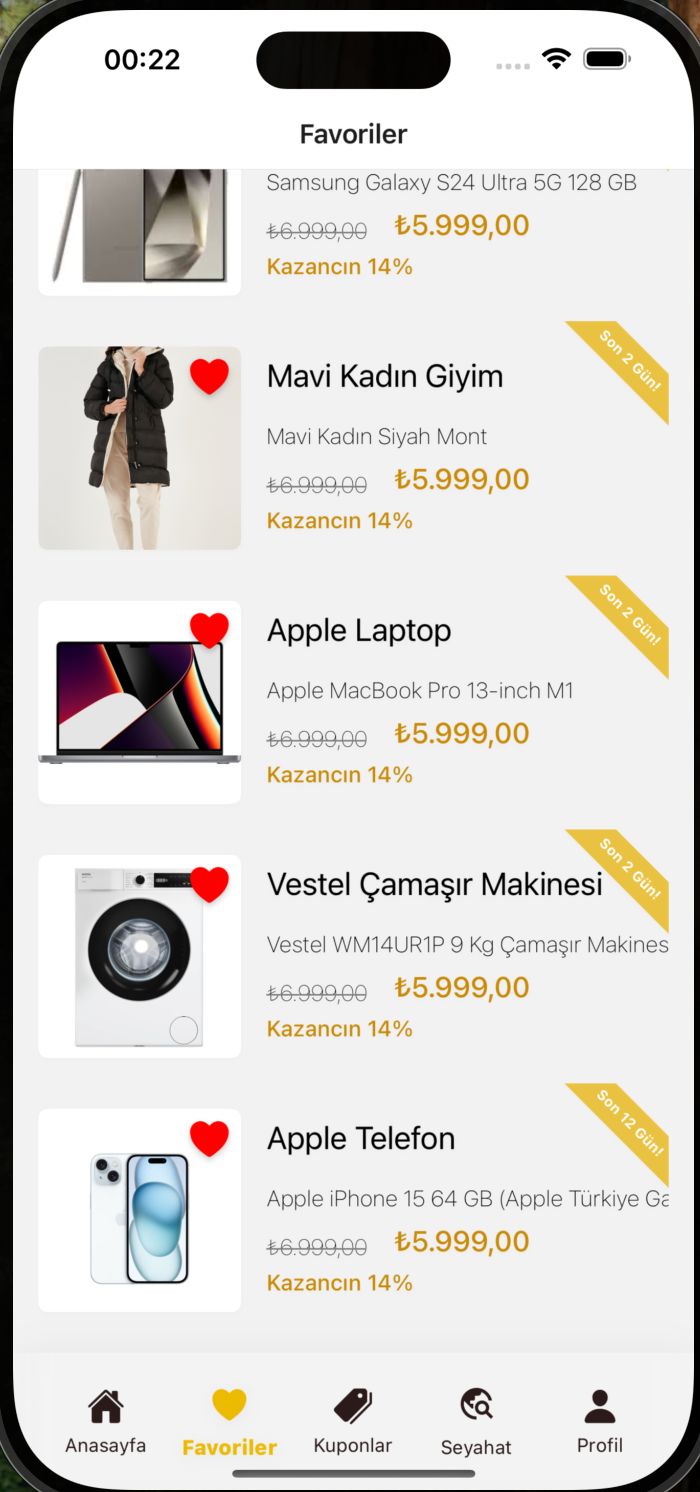 00:22
Favoriler
Samsung Galaxy S24 Ultra 5G 128 GB
₺6.999,00 ₺5.999,00
Kazancın 14%
Son 2 Gün!
Mavi Kadın Giyim
Mavi Kadın Siyah Mont
₺6.999,00 ₺5.999,00
Kazancın 14%
Son 2 Gün!
Apple Laptop
Apple MacBook Pro 13-inch M1
₺6.999,00 ₺5.999,00
Kazancın 14%
Son 2 Gün!
Vestel Çamaşır Makinesi
Vestel WM14UR1P 9 Kg Çamaşır Makines
₺6.999,00 ₺5.999,00
Kazancın 14%
Son 12 Gün!
Apple Telefon
Apple iPhone 15 64 GB (Apple Türkiye Ga
₺6.999,00 ₺5.999,00
Kazancın 14%
Anasayfa Favoriler Kuponlar Seyahat Profil